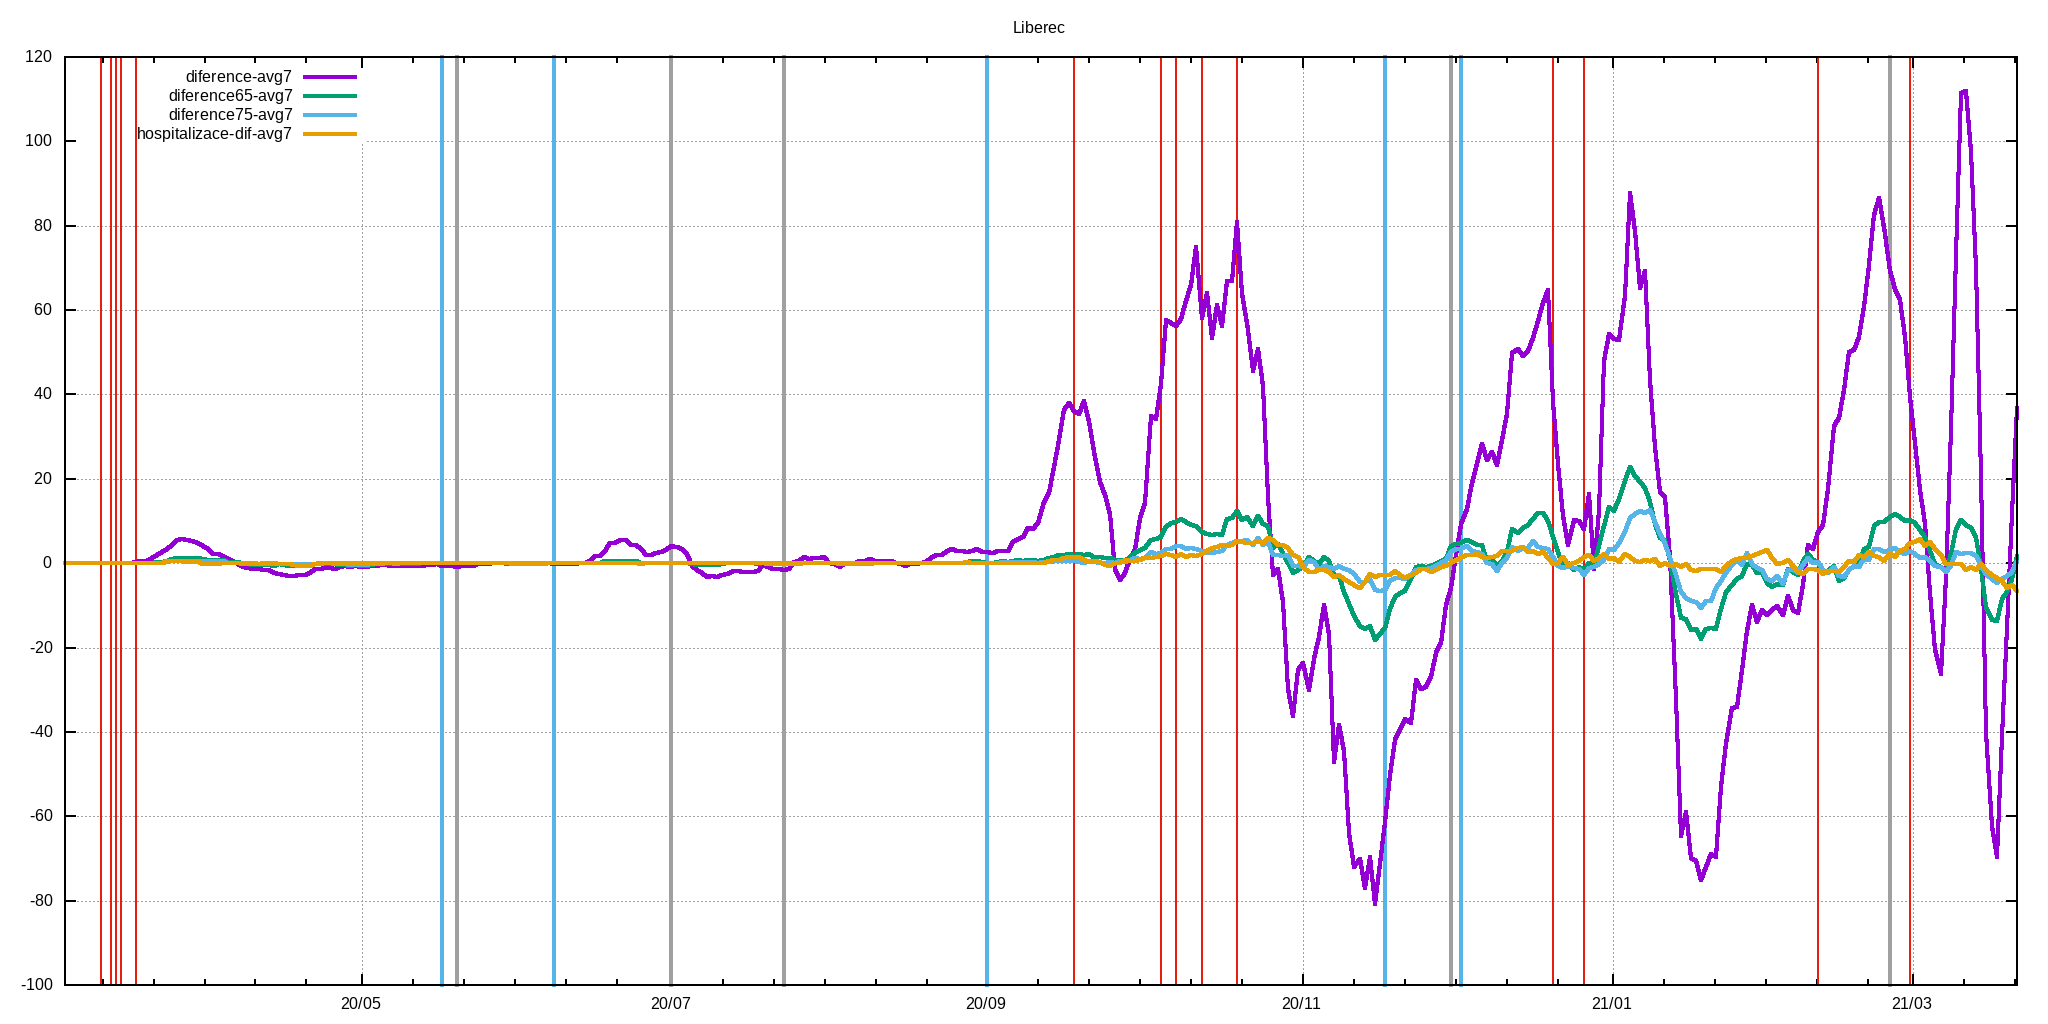 Liberec
diference-avg7
diference65-avg7
diference75-avg7
hospitalizace-dif-avg7
120
100
80
60
40
20
0
-20
-40
-60
-80
-100
20/05 20/07 20/09 20/11 21/01 21/03